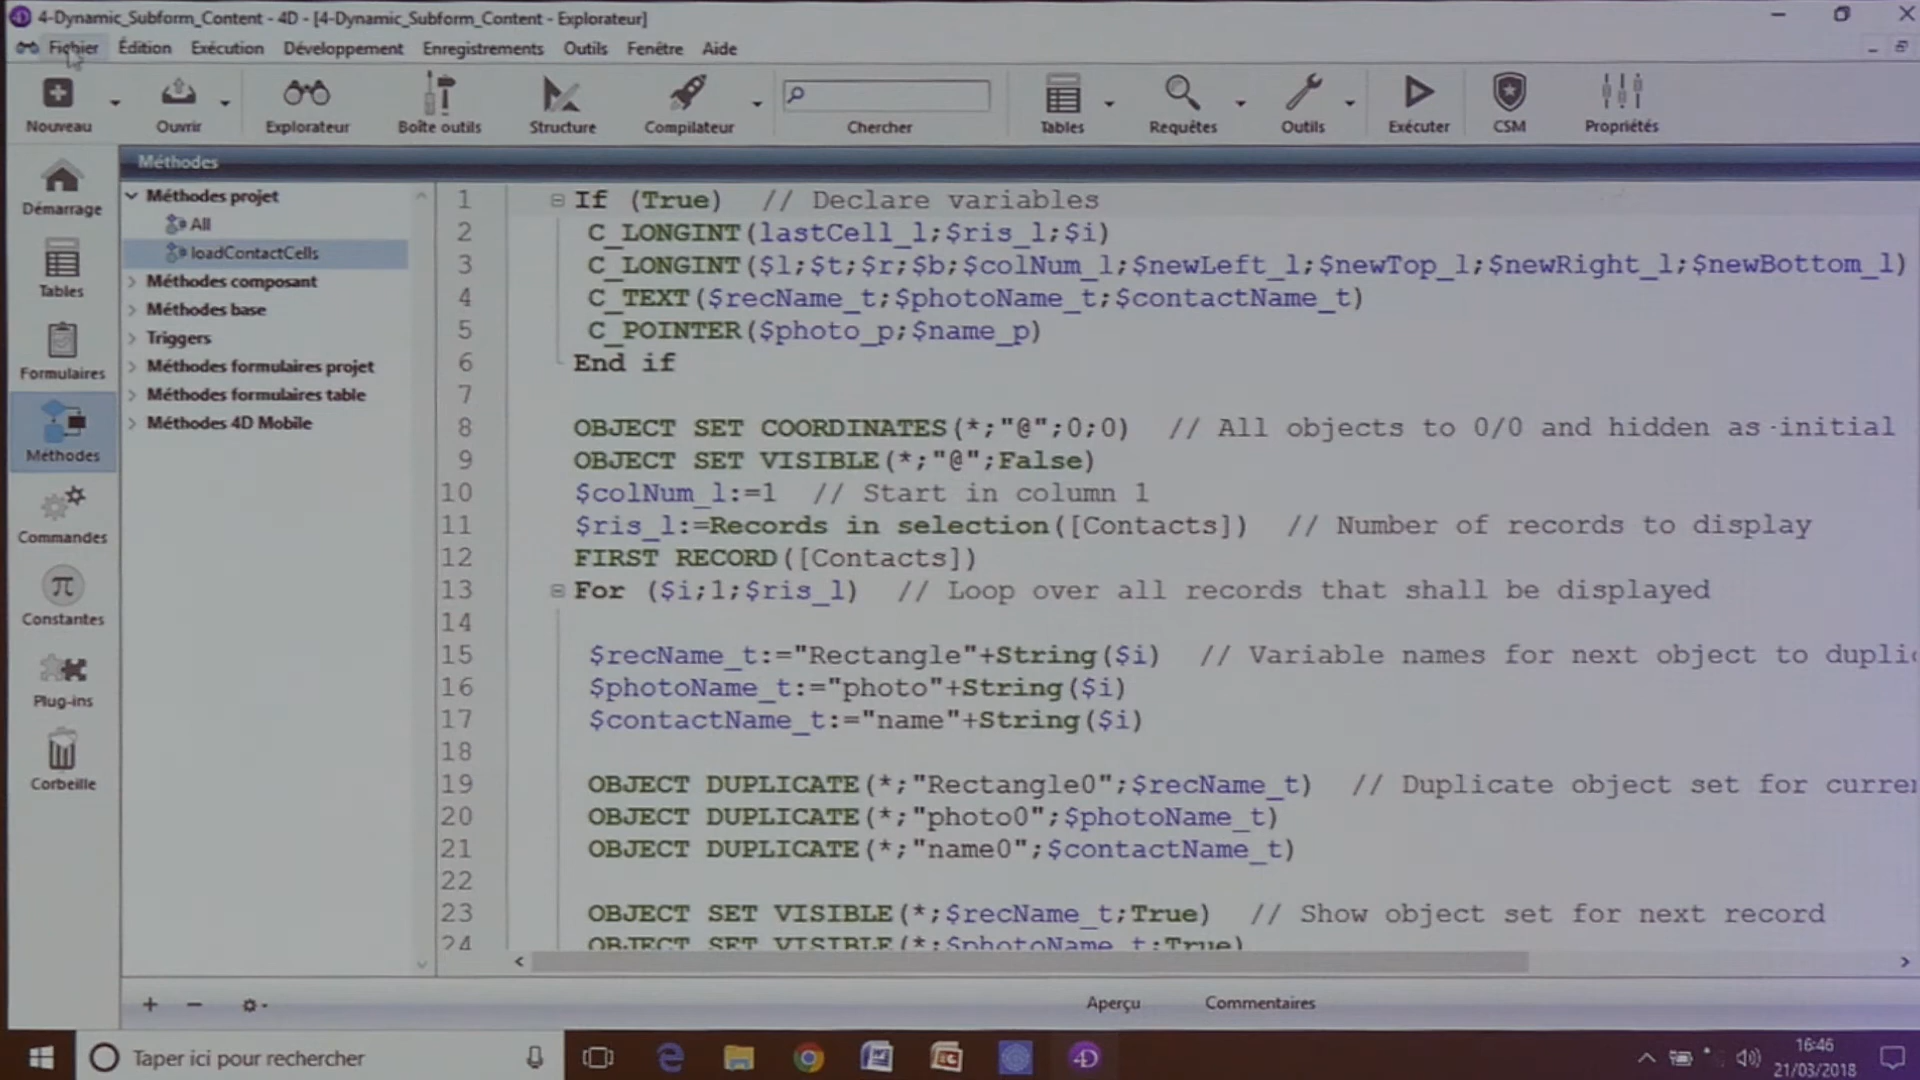 4-Dynamic_Subform_Content - 4D - [4-Dynamic_Subform_Content - Explorateur]
Fichier Édition Exécution Développement Enregistrements Outils Fenêtre Aide
Nouveau Ouvrir Explorateur Boîte outils Structure Compilateur Chercher Tables Requêtes Outils Exécuter CSM Propriétés
Démarrage
Tables
Formulaires
Méthodes
Commandes
Constantes
Plug-ins
Corbeille
Méthodes
Méthodes projet
All
loadContactCells
Méthodes composant
Méthodes base
Triggers
Méthodes formulaires projet
Méthodes formulaires table
Méthodes 4D Mobile
1 If (True) // Declare variables
2 C_LONGINT(lastCell_l;$ris_l;$i)
3 C_LONGINT($l;$t;$r;$b;$colNum_l;$newLeft_l;$newTop_l;$newRight_l;$newBottom_l)
4 C_TEXT($recName_t;$photoName_t;$contactName_t)
5 C_POINTER($photo_p;$name_p)
6 End if
7
8 OBJECT SET COORDINATES(*;"@";0;0) // All objects to 0/0 and hidden as initial
9 OBJECT SET VISIBLE(*;"@";False)
10 $colNum_l:=1 // Start in column 1
11 $ris_l:=Records in selection([Contacts]) // Number of records to display
12 FIRST RECORD([Contacts])
13 For ($i;1;$ris_l) // Loop over all records that shall be displayed
14
15 $recName_t:="Rectangle"+String($i) // Variable names for next object to duplic
16 $photoName_t:="photo"+String($i)
17 $contactName_t:="name"+String($i)
18
19 OBJECT DUPLICATE(*;"Rectangle0";$recName_t) // Duplicate object set for curre
20 OBJECT DUPLICATE(*;"photo0";$photoName_t)
21 OBJECT DUPLICATE(*;"name0";$contactName_t)
22
23 OBJECT SET VISIBLE(*;$recName_t;True) // Show object set for next record
24 OBJECT SET VISIBLE(*;$photoName_t;True)
Aperçu Commentaires
Taper ici pour rechercher
16:46
21/03/2018